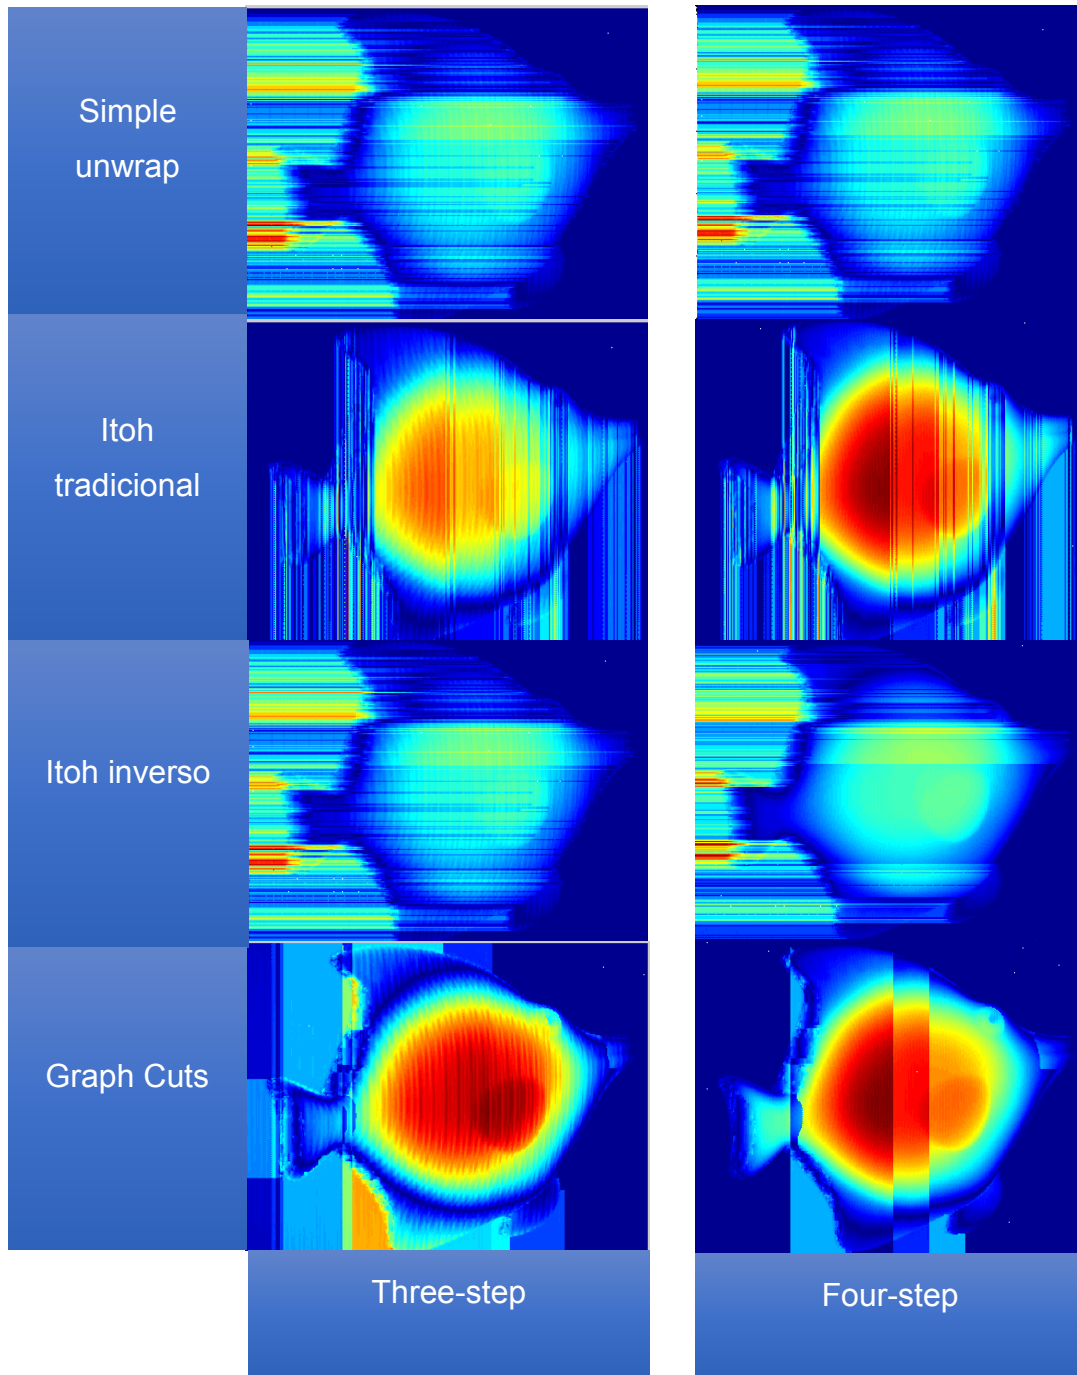 Simple
unwrap
Itoh
tradicional
Itoh inverso
Graph Cuts
Three-step
Four-step